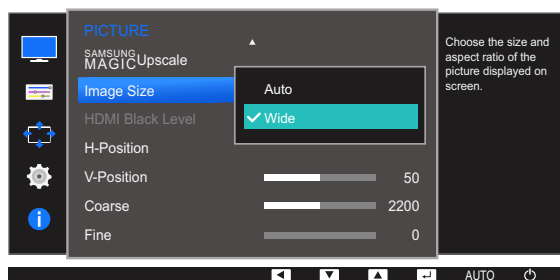 PICTURE
SAMSUNG
MAGIC Upscale
Image Size
Auto
Wide
HDMI Black Level
H-Position
V-Position 50
Coarse 2200
Fine 0
Choose the size and
aspect ratio of the
picture displayed on
screen.
AUTO